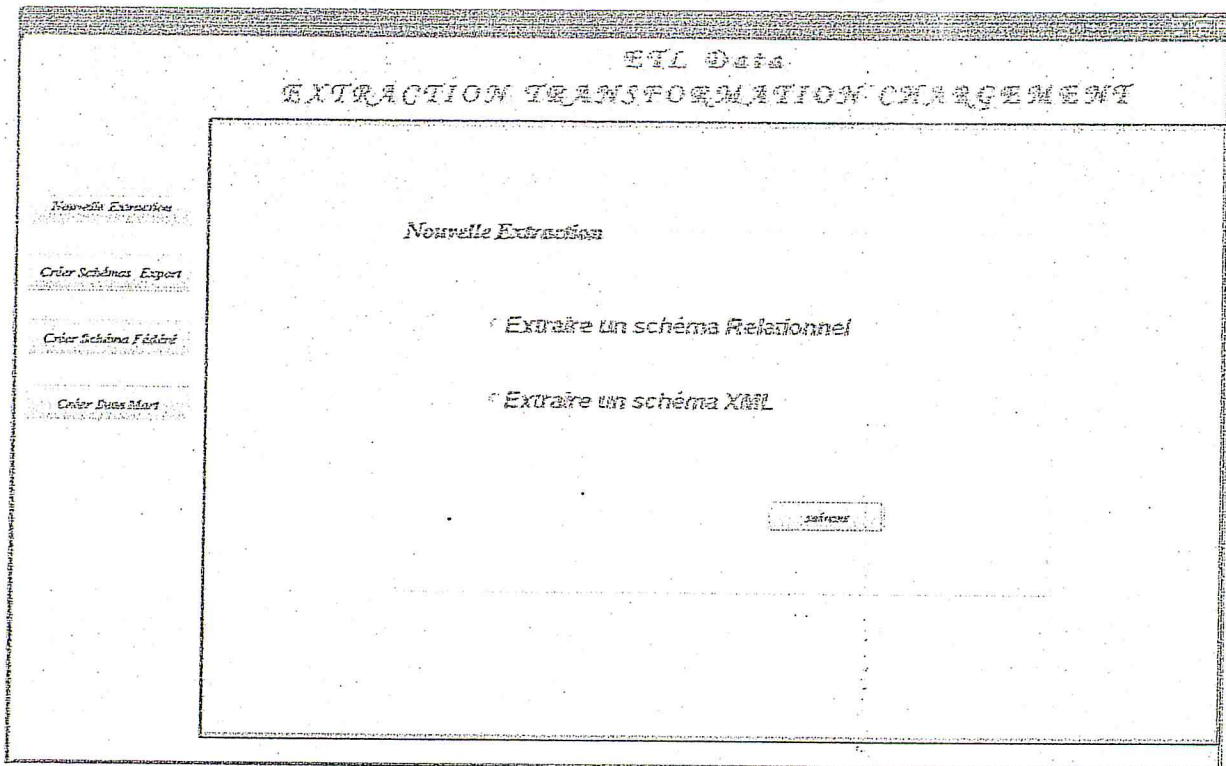 ETL Data
EXTRACTION TRANSFORMATION CHARGEMENT
Nouvelle Extraction
Créer Schémas Export
Créer Schéma Fédéré
Créer Data Mart
Nouvelle Extraction
Extraire un schéma Relationnel
Extraire un schéma XML
suivant